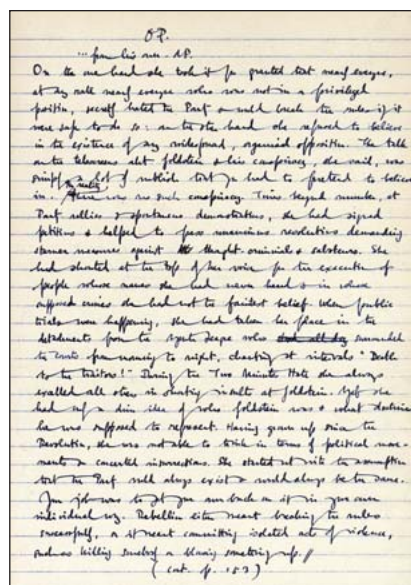 OP.
... from his own. AP.
On the one hand she took it for granted that nearly everyone,
at any rate nearly everyone who was not in a privileged
position, secretly hated the Party & would break the rules if it
were safe to do so: on the other hand she refused to believe
in the existence of any widespread, organised opposition. The talk
on the telescreens abt Goldstein & his conspiracy, she said, was
simply a lot of rubbish that you had to pretend to believe
in. There was no such conspiracy. Times beyond number, at
Party rallies & spontaneous demonstrations, she had signed
petitions & helped to pass unanimous resolutions demanding
sterner measures against thought-criminals & saboteurs. She
had shouted at the top of her voice for the execution of
people whose names she had never heard & in whose
supposed crimes she had not the faintest belief. When public
trials were happening, she had taken her place in the
detachments from the Youth League who surrounded
the courts from morning to night, chanting at intervals "Death
to the traitors!" During the Two Minute Hate she always
excelled all others in shouting insults at Goldstein. Yet she
had only a dim idea of who Goldstein was & what doctrines
he was supposed to represent. Having grown up since the
Revolution, she was not able to think in terms of political move-
ments or concerted insurrections. She started out with the assumption
that the Party would always exist & would always be the same.
Your job was to get your own back on it in your own
individual way. Rebellion either meant breaking the rules
successfully, or it meant committing isolated acts of violence,
such as killing somebody or blowing something up. //
(cont. p. 153)